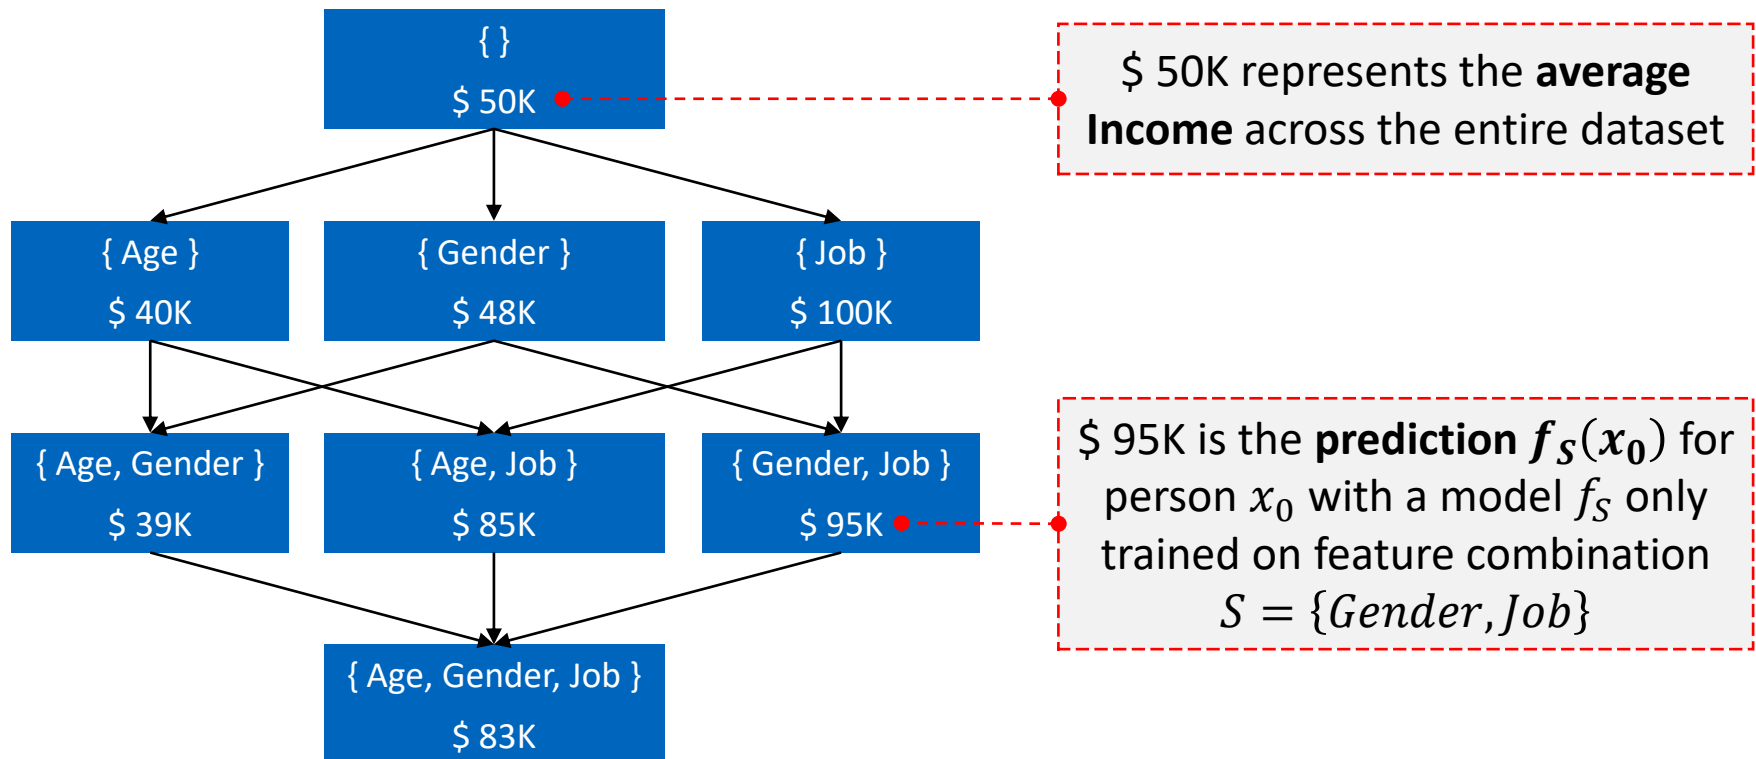 { }
$ 50K
$ 50K represents the average
Income across the entire dataset
{ Age }
$ 40K
{ Gender }
$ 48K
{ Job }
$ 100K
{ Age, Gender }
$ 39K
{ Age, Job }
$ 85K
{ Gender, Job }
$ 95K
$ 95K is the prediction f_S(x_0) for
person x_0 with a model f_S only
trained on feature combination
S = {Gender, Job}
{ Age, Gender, Job }
$ 83K